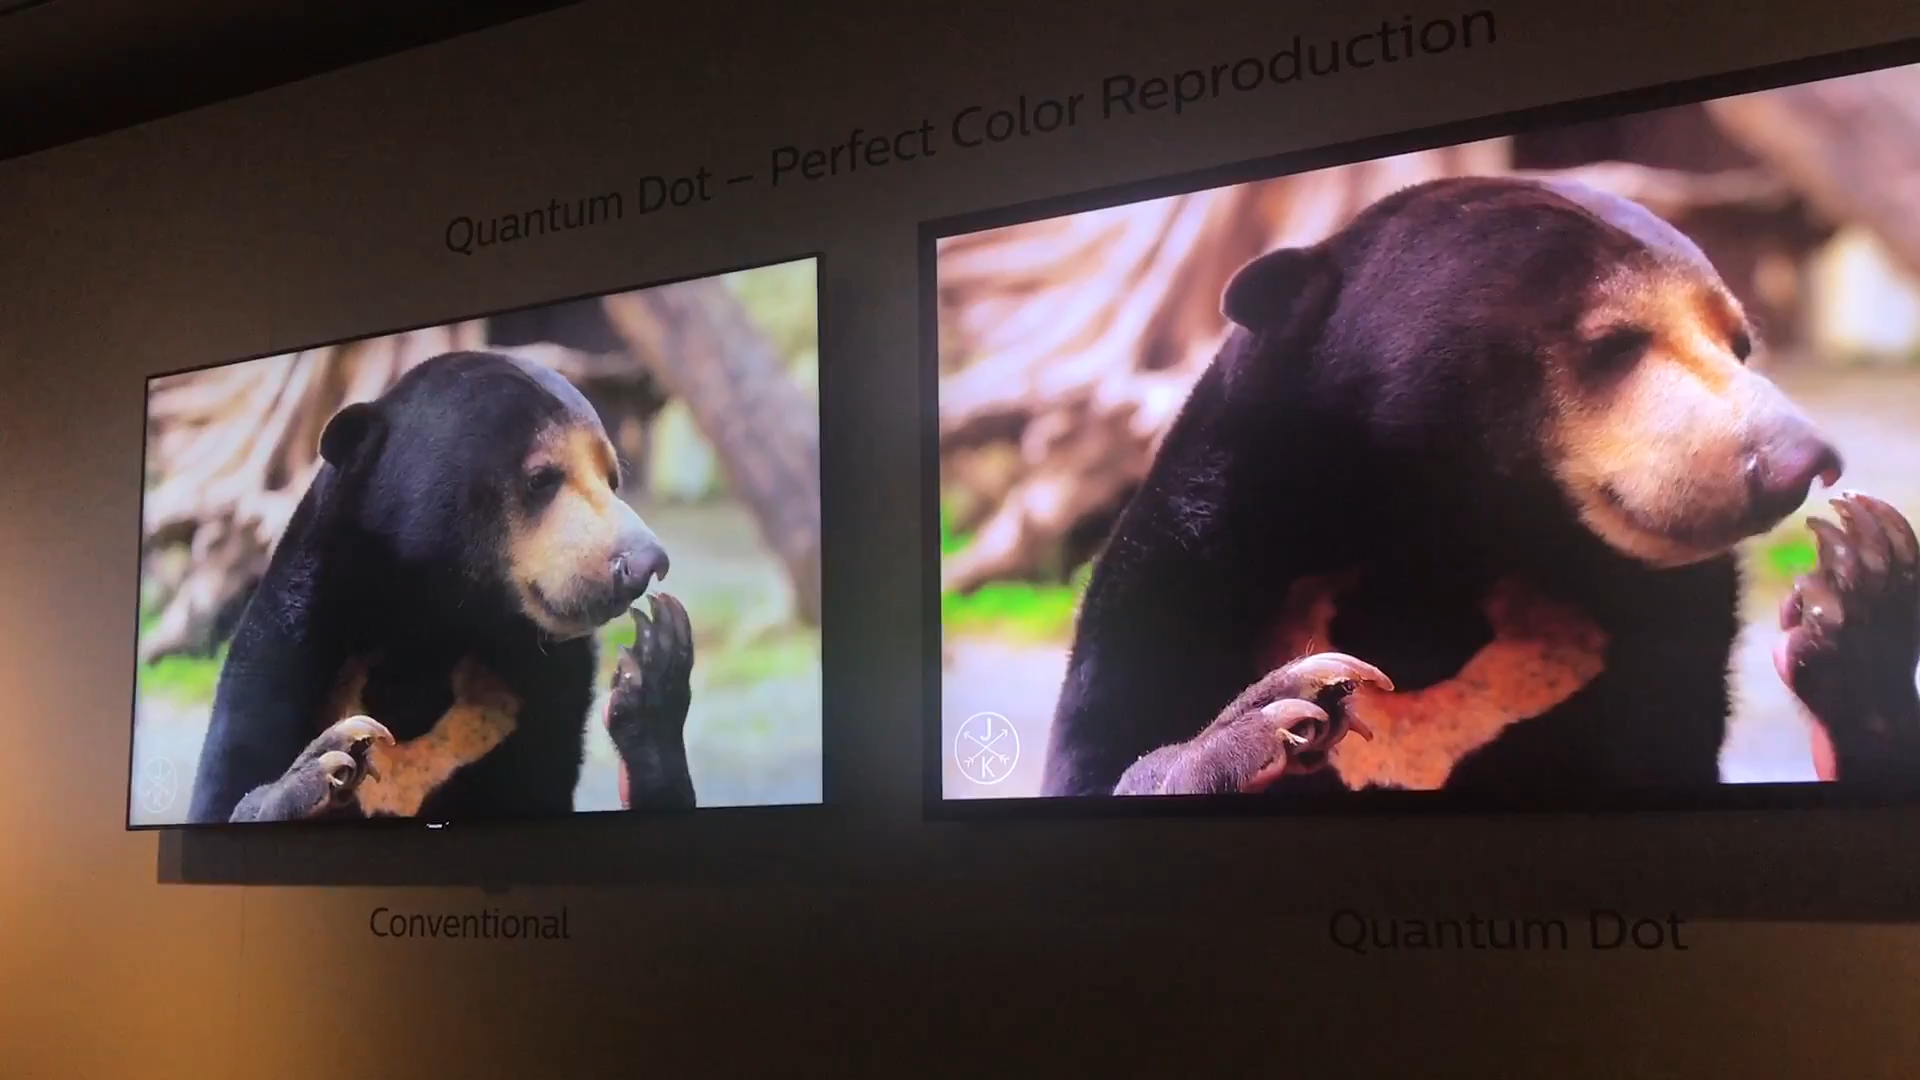 Quantum Dot – Perfect Color Reproduction
J
K
Conventional
Quantum Dot